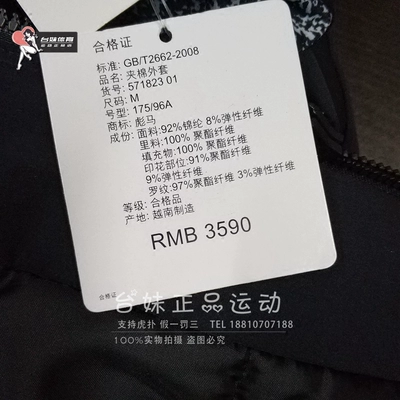 台妹体育
合格证
标准: GB/T2662-2008
品名: 夹棉外套
货号: 571823 01
尺码: M
号型: 175/96A
商标: 彪马
成份: 面料:92%锦纶 8%弹性纤维
里料:100% 聚酯纤维
填充物:100% 聚酯纤维
印花部位:91%聚酯纤维
9%弹性纤维
罗纹:97%聚酯纤维 3%弹性纤维
等级: 合格品
产地: 越南制造
RMB 3590
合格证
台妹正品运动
支持虎扑 假一罚三 TEL 18810707188
100%实物拍摄 盗图必究